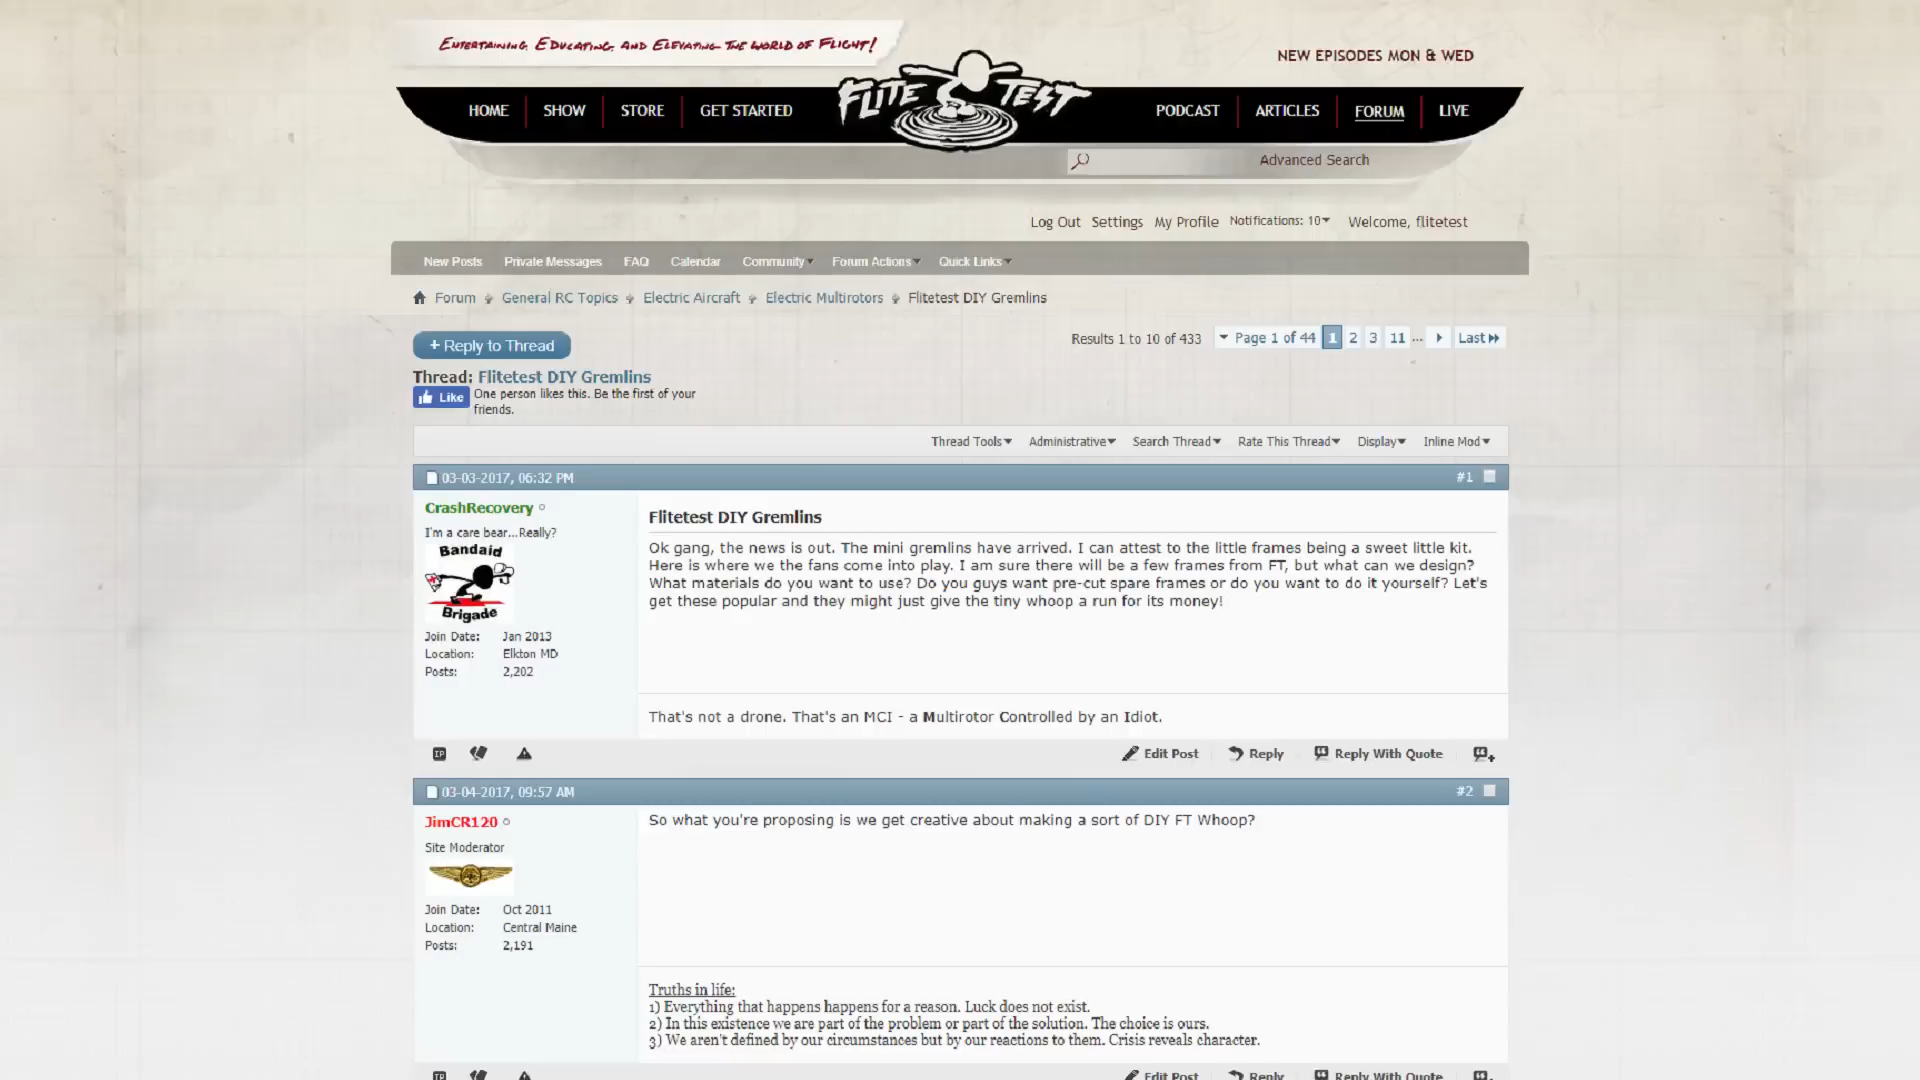 Entertaining, Educating, and Elevating the World of Flight!
NEW EPISODES MON & WED
HOME SHOW STORE GET STARTED FLITE TEST PODCAST ARTICLES FORUM LIVE
Advanced Search
Log Out Settings My Profile Notifications: 10 Welcome, flitetest
New Posts Private Messages FAQ Calendar Community Forum Actions Quick Links
Forum General RC Topics Electric Aircraft Electric Multirotors Flitetest DIY Gremlins
+ Reply to Thread
Results 1 to 10 of 433 Page 1 of 44 1 2 3 11 ... Last
Thread: Flitetest DIY Gremlins
Like One person likes this. Be the first of your
friends.
Thread Tools Administrative Search Thread Rate This Thread Display Inline Mod
03-03-2017, 06:32 PM #1
CrashRecovery
I'm a care bear...Really?
Bandaid
Brigade
Join Date: Jan 2013
Location: Elkton MD
Posts: 2,202
Flitetest DIY Gremlins
Ok gang, the news is out. The mini gremlins have arrived. I can attest to the little frames being a sweet little kit.
Here is where we the fans come into play. I am sure there will be a few frames from FT, but what can we design?
What materials do you want to use? Do you guys want pre-cut spare frames or do you want to do it yourself? Let's
get these popular and they might just give the tiny whoop a run for its money!
That's not a drone. That's an MCI - a Multirotor Controlled by an Idiot.
IP Edit Post Reply Reply With Quote
03-04-2017, 09:57 AM #2
JimCR120
Site Moderator
Join Date: Oct 2011
Location: Central Maine
Posts: 2,191
So what you're proposing is we get creative about making a sort of DIY FT Whoop?
Truths in life:
1) Everything that happens happens for a reason. Luck does not exist.
2) In this existence we are part of the problem or part of the solution. The choice is ours.
3) We aren't defined by our circumstances but by our reactions to them. Crisis reveals character.
IP Edit Post Reply Reply With Quote